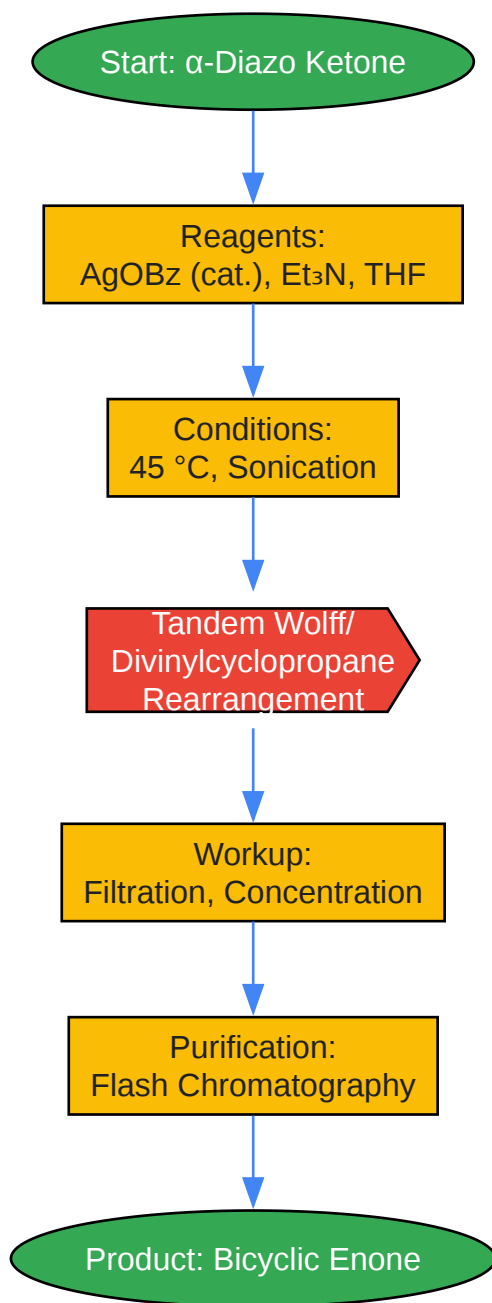 Start: α-Diazo Ketone
Reagents:
AgOBz (cat.), Et₃N, THF
Conditions:
45 °C, Sonication
Tandem Wolff/
Divinylcyclopropane
Rearrangement
Workup:
Filtration, Concentration
Purification:
Flash Chromatography
Product: Bicyclic Enone